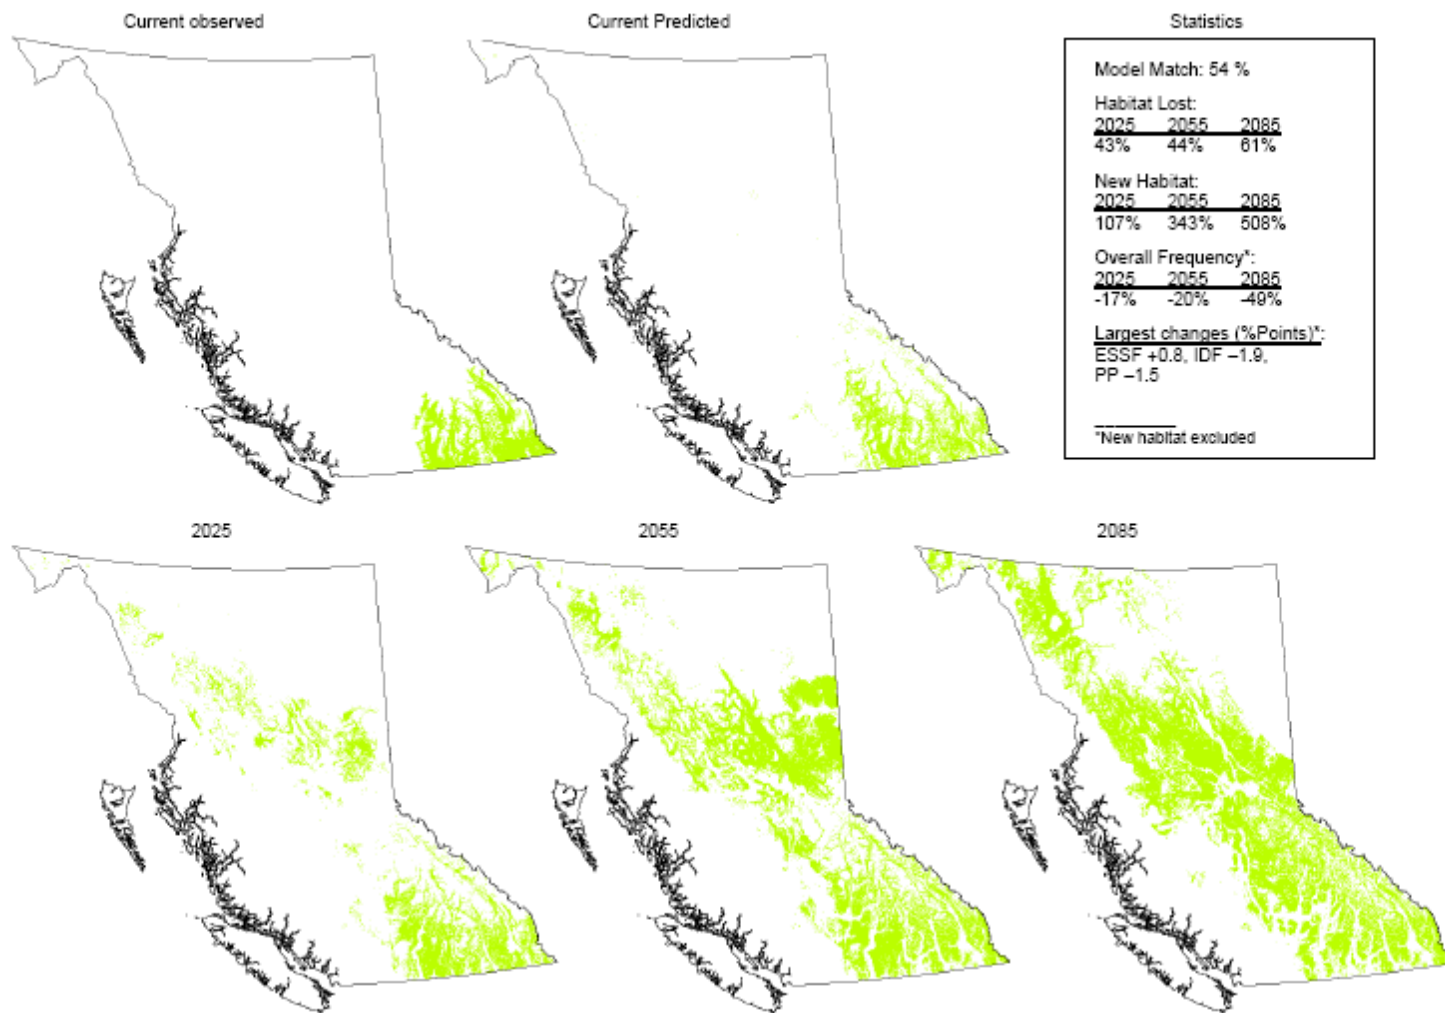 Current observed
Current Predicted
Statistics
Model Match: 54 %
Habitat Lost:
2025 2055 2085
43% 44% 61%
New Habitat:
2025 2055 2085
107% 343% 508%
Overall Frequency*:
2025 2055 2085
-17% -20% -49%
Largest changes (%Points)*:
ESSF +0.8, IDF –1.9,
PP –1.5
*New habitat excluded
2025
2055
2085